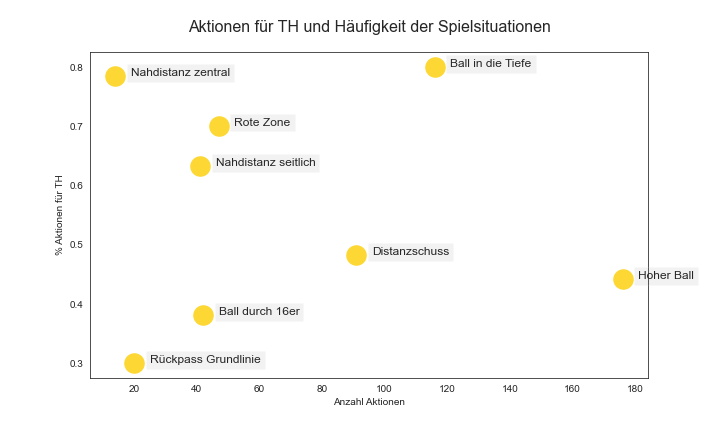 Aktionen für TH und Häufigkeit der Spielsituationen
0.8
Ball in die Tiefe
Nahdistanz zentral
0.7
Rote Zone
Nahdistanz seitlich
0.6
% Aktionen für TH
0.5
Distanzschuss
Hoher Ball
0.4
Ball durch 16er
0.3
Rückpass Grundlinie
20 40 60 80 100 120 140 160 180
Anzahl Aktionen